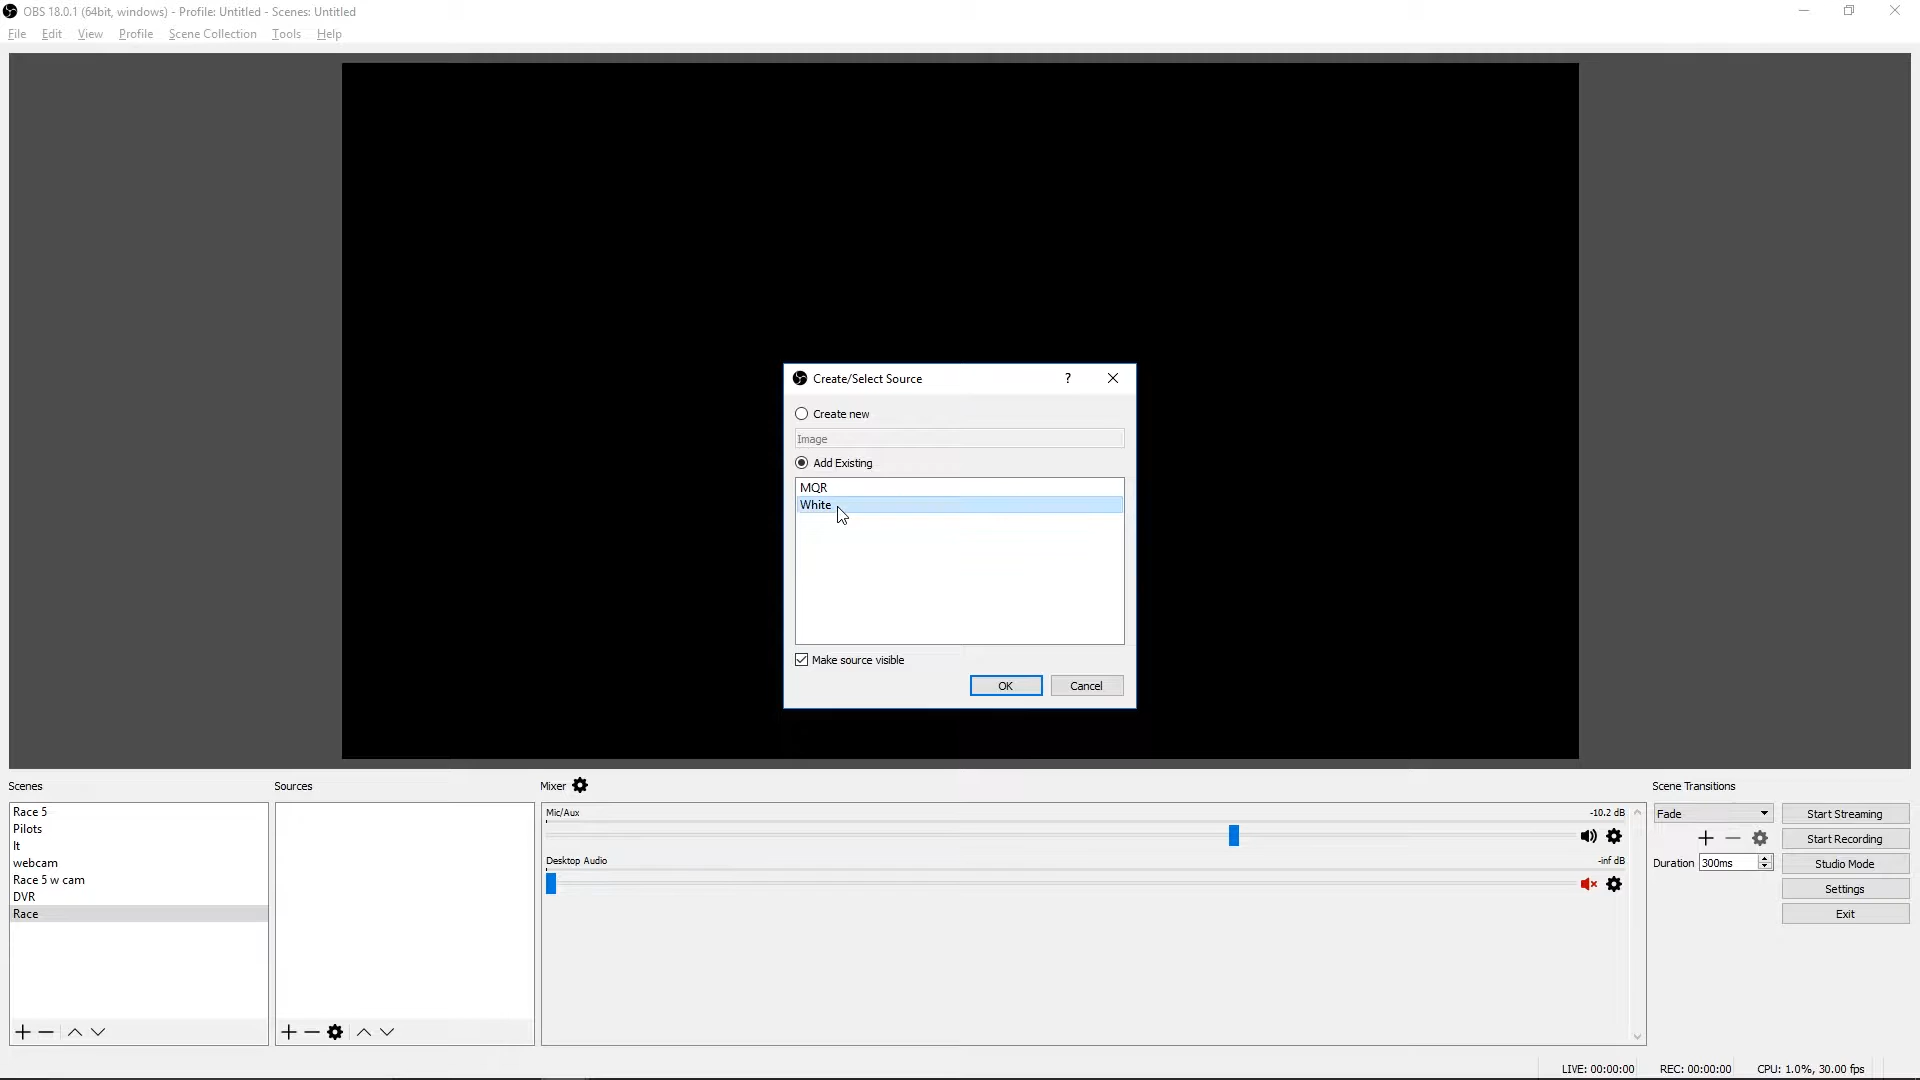 OBS 18.0.1 (64bit, windows) - Profile: Untitled - Scenes: Untitled
File Edit View Profile Scene Collection Tools Help
Create/Select Source ?
Create new
Image
Add Existing
MQR
White
Make source visible
OK Cancel
Scenes
Race 5
Pilots
It
webcam
Race 5 w cam
DVR
Race
Sources
Mixer
Mic/Aux -10.2 dB
Desktop Audio -inf dB
Scene Transitions
Fade
Duration 300ms
Start Streaming
Start Recording
Studio Mode
Settings
Exit
LIVE: 00:00:00 REC: 00:00:00 CPU: 1.0%, 30.00 fps